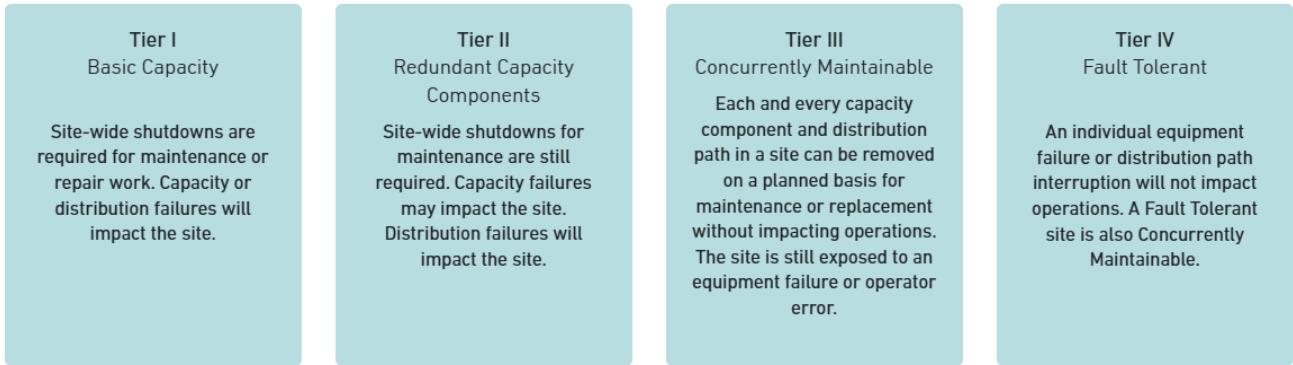 Tier I
Basic Capacity
Site-wide shutdowns are
required for maintenance or
repair work. Capacity or
distribution failures will
impact the site.
Tier II
Redundant Capacity
Components
Site-wide shutdowns for
maintenance are still
required. Capacity failures
may impact the site.
Distribution failures will
impact the site.
Tier III
Concurrently Maintainable
Each and every capacity
component and distribution
path in a site can be removed
on a planned basis for
maintenance or replacement
without impacting operations.
The site is still exposed to an
equipment failure or operator
error.
Tier IV
Fault Tolerant
An individual equipment
failure or distribution path
interruption will not impact
operations. A Fault Tolerant
site is also Concurrently
Maintainable.